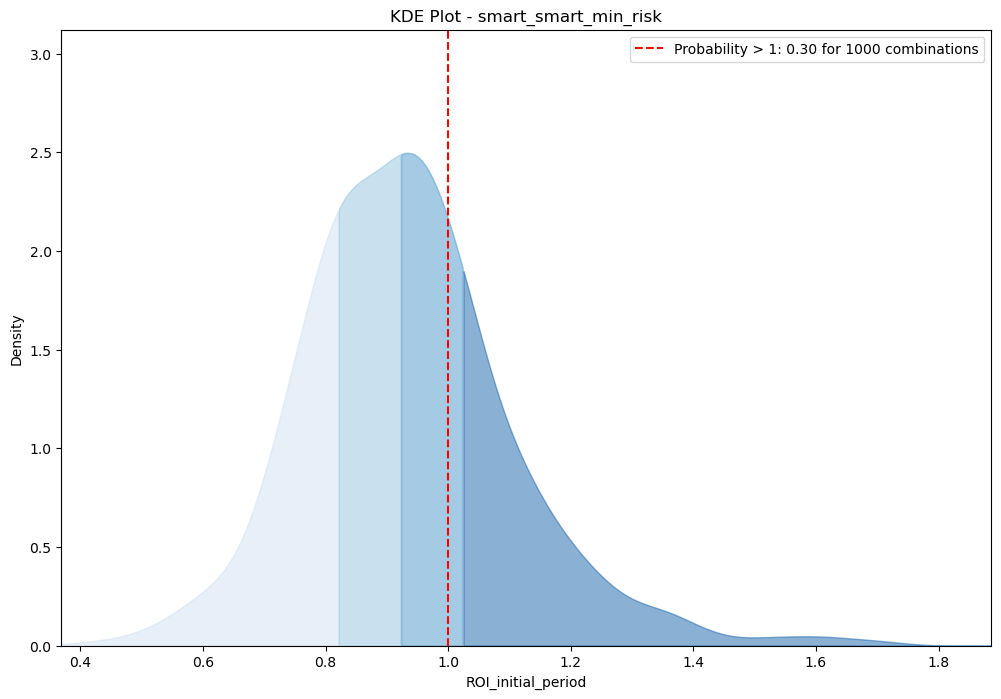 KDE Plot - smart_smart_min_risk
Probability > 1: 0.30 for 1000 combinations
3.0
2.5
2.0
1.5
1.0
0.5
0.0
Density
0.4 0.6 0.8 1.0 1.2 1.4 1.6 1.8
ROI_initial_period